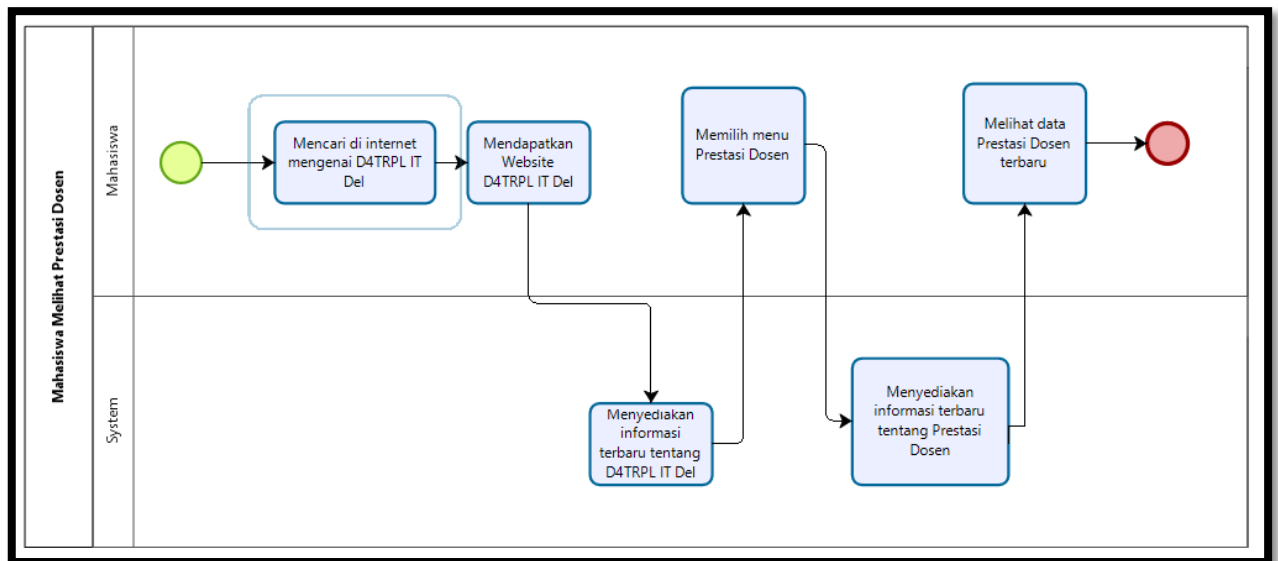 Mahasiswa Melihat Prestasi Dosen
Mahasiswa
Mencari di internet
mengenai D4TRPL IT
Del
Mendapatkan
Website
D4TRPL IT Del
Memilih menu
Prestasi Dosen
Melihat data
Prestasi Dosen
terbaru
System
Menyediakan
informasi
terbaru tentang
D4TRPL IT Del
Menyediakan
informasi terbaru
tentang Prestasi
Dosen